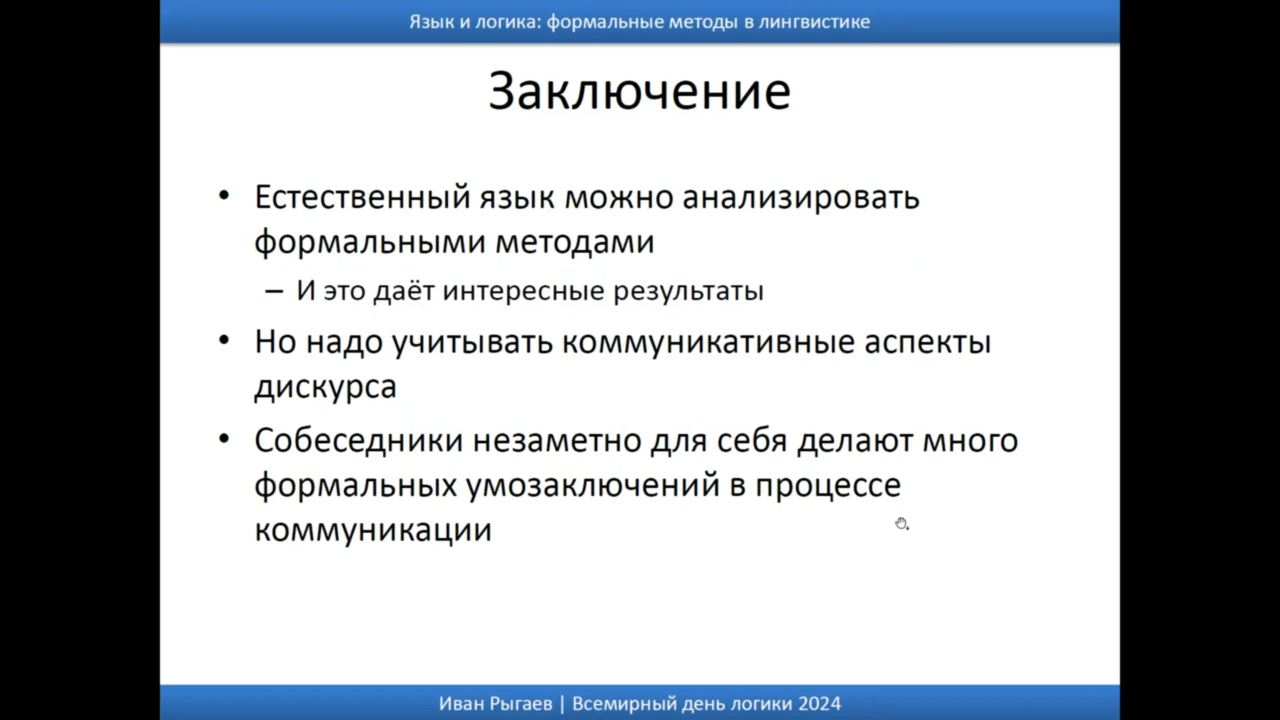 Язык и логика: формальные методы в лингвистике
Заключение
• Естественный язык можно анализировать
формальными методами
– И это даёт интересные результаты
• Но надо учитывать коммуникативные аспекты
дискурса
• Собеседники незаметно для себя делают много
формальных умозаключений в процессе
коммуникации
Иван Рыгаев | Всемирный день логики 2024